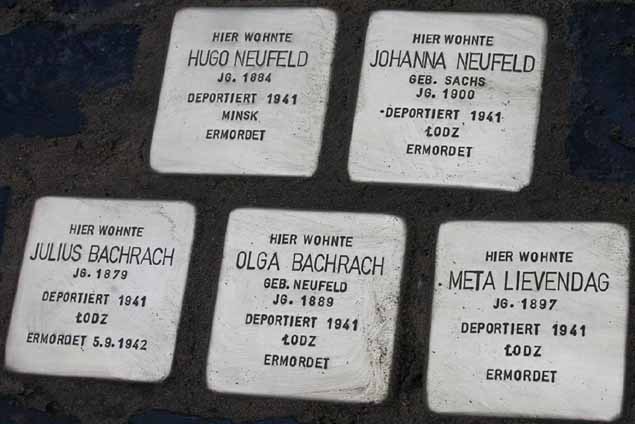 HIER WOHNTE
HUGO NEUFELD
JG. 1884
DEPORTIERT 1941
MINSK
ERMORDET
HIER WOHNTE
JOHANNA NEUFELD
GEB. SACHS
JG. 1900
DEPORTIERT 1941
ŁODZ
ERMORDET
HIER WOHNTE
JULIUS BACHRACH
JG. 1879
DEPORTIERT 1941
ŁODZ
ERMORDET 5.9.1942
HIER WOHNTE
OLGA BACHRACH
GEB. NEUFELD
JG. 1889
DEPORTIERT 1941
ŁODZ
ERMORDET
HIER WOHNTE
META LIEVENDAG
JG. 1897
DEPORTIERT 1941
ŁODZ
ERMORDET